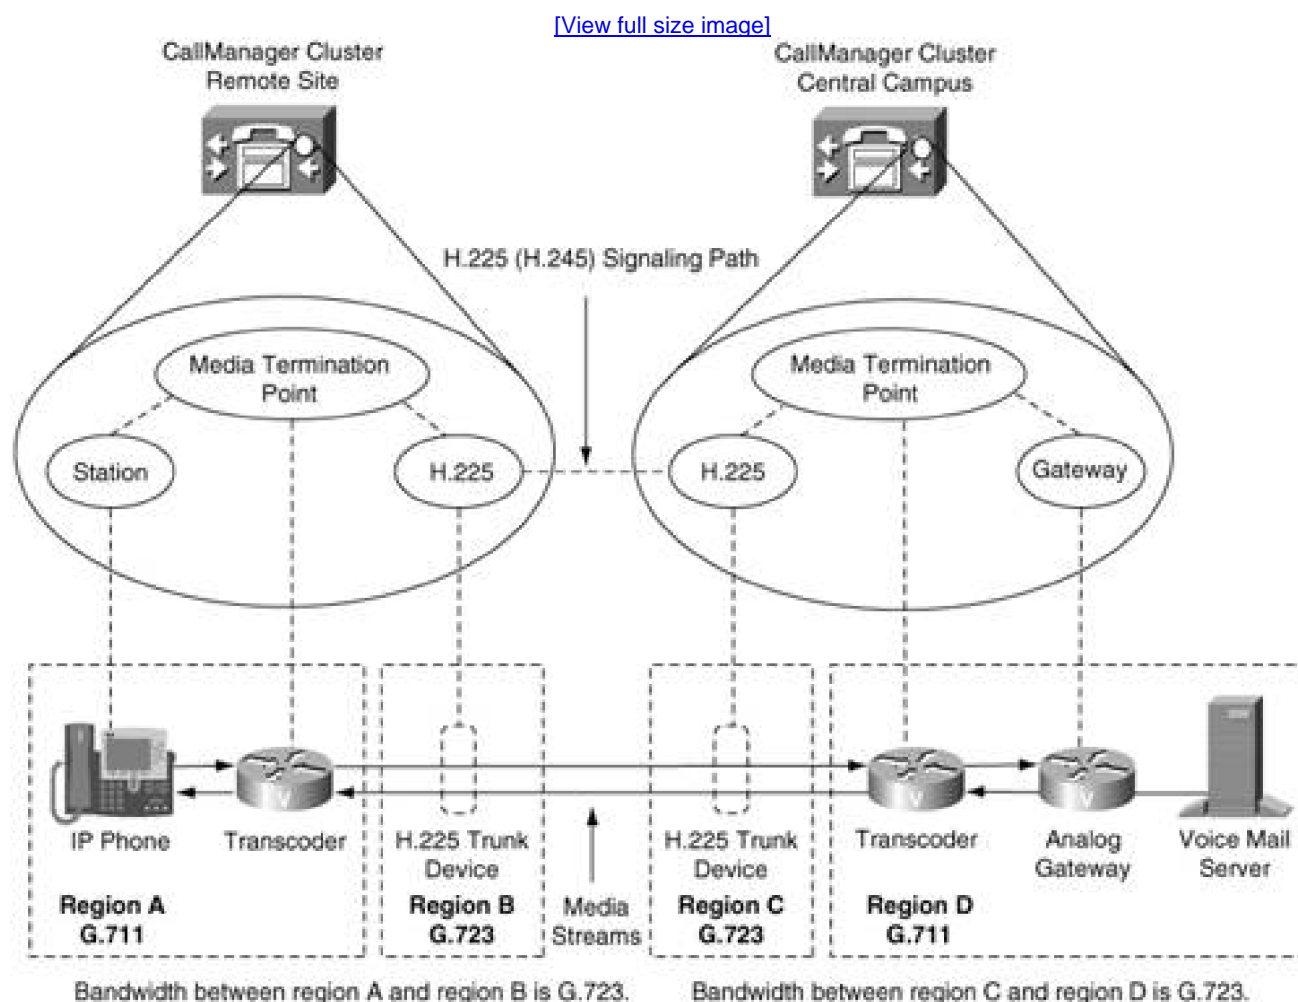 [View full size image]
CallManager Cluster
Remote Site
CallManager Cluster
Central Campus
H.225 (H.245) Signaling Path
Media Termination
Point
Media Termination
Point
Station
H.225
H.225
Gateway
V
V
IP Phone
Transcoder
H.225 Trunk
Device
H.225 Trunk
Device
Transcoder
Analog
Gateway
Voice Mail
Server
Region A
G.711
Region B
G.723
Media
Streams
Region C
G.723
Region D
G.711
Bandwidth between region A and region B is G.723.
Bandwidth between region C and region D is G.723.